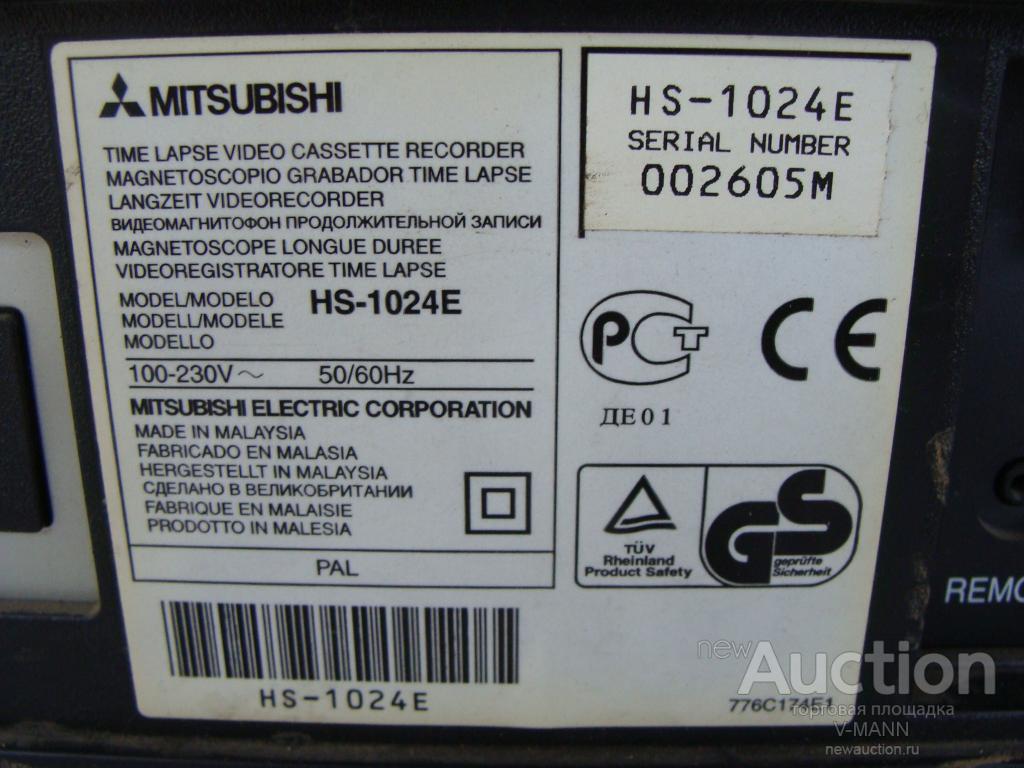 MITSUBISHI
TIME LAPSE VIDEO CASSETTE RECORDER
MAGNETOSCOPIO GRABADOR TIME LAPSE
LANGZEIT VIDEORECORDER
ВИДЕОМАГНИТОФОН ПРОДОЛЖИТЕЛЬНОЙ ЗАПИСИ
MAGNETOSCOPE LONGUE DUREE
VIDEOREGISTRATORE TIME LAPSE
MODEL/MODELO HS-1024E
MODELL/MODELE
MODELLO
100-230V~ 50/60Hz
MITSUBISHI ELECTRIC CORPORATION
MADE IN MALAYSIA
FABRICADO EN MALASIA
HERGESTELLT IN MALAYSIA
СДЕЛАНО В ВЕЛИКОБРИТАНИИ
FABRIQUE EN MALAISIE
PRODOTTO IN MALESIA
PAL
HS-1024E
HS-1024E
SERIAL NUMBER
002605M
РСТ
CE
ДЕ01
TÜV
Rheinland
Product Safety
GS
geprüfte
Sicherheit
776C174E1
REMO
newAuction
торговая площадка
V-MANN
newauction.ru